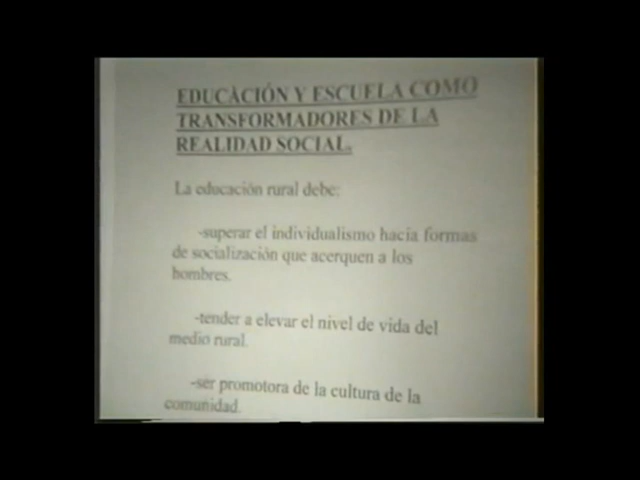 EDUCACIÓN Y ESCUELA COMO
TRANSFORMADORES DE LA
REALIDAD SOCIAL.
La educación rural debe:
-superar el individualismo hacia formas
de socialización que acerquen a los
hombres.
-tender a elevar el nivel de vida del
medio rural.
-ser promotora de la cultura de la
comunidad.